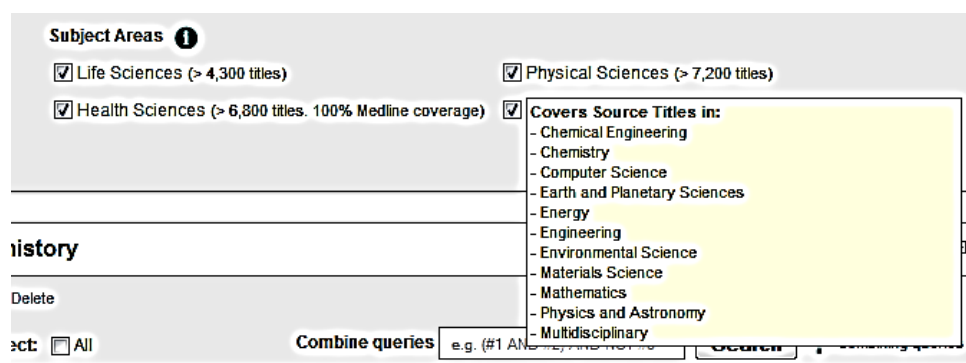 Subject Areas i
Life Sciences (> 4,300 titles)
Physical Sciences (> 7,200 titles)
Health Sciences (> 6,800 titles. 100% Medline coverage)
Covers Source Titles in:
- Chemical Engineering
- Chemistry
- Computer Science
- Earth and Planetary Sciences
- Energy
- Engineering
- Environmental Science
- Materials Science
- Mathematics
- Physics and Astronomy
- Multidisciplinary
history
Delete
ect: All
Combine queries e.g. (#1 AND #2) AND NOT #3 Search